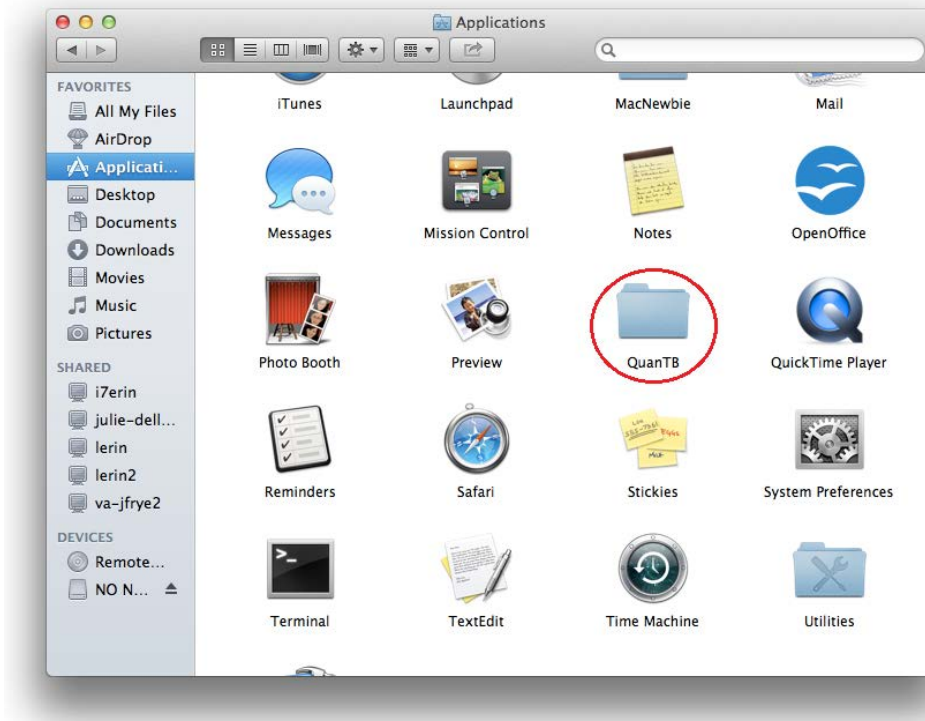 Applications
FAVORITES
All My Files
AirDrop
Applicati...
Desktop
Documents
Downloads
Movies
Music
Pictures
SHARED
i7erin
julie-dell...
lerin
lerin2
va-jfrye2
DEVICES
Remote...
NO N...
iTunes
Launchpad
MacNewbie
Mail
Messages
Mission Control
Notes
OpenOffice
Photo Booth
Preview
QuanTB
QuickTime Player
Reminders
Safari
Stickies
System Preferences
Terminal
TextEdit
Time Machine
Utilities